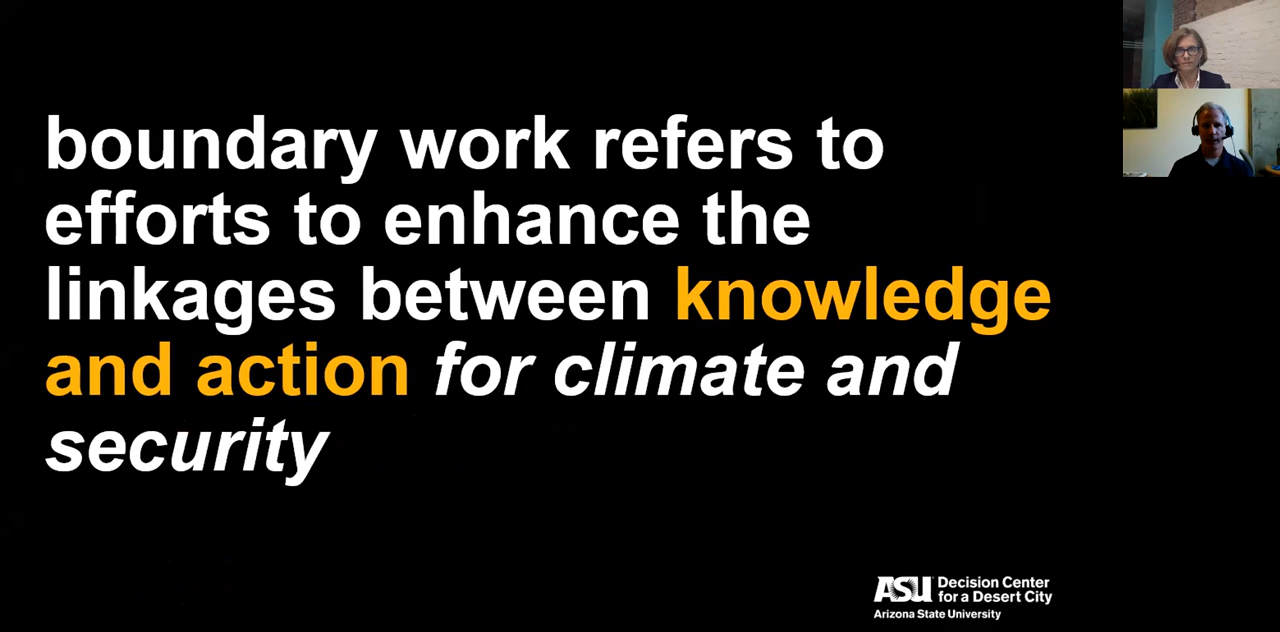 boundary work refers to
efforts to enhance the
linkages between knowledge
and action for climate and
security
ASU Decision Center
for a Desert City
Arizona State University